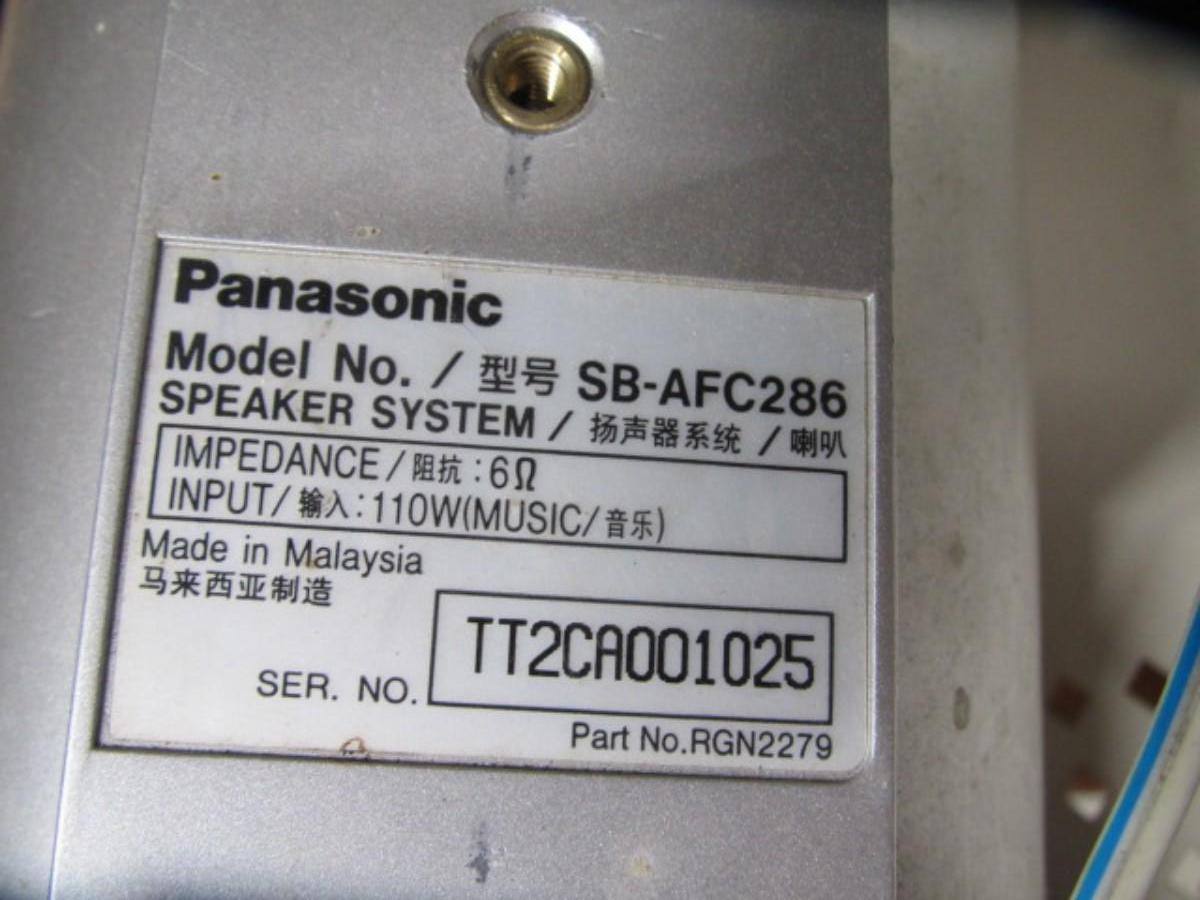 Panasonic
Model No. / 型号 SB-AFC286
SPEAKER SYSTEM / 扬声器系统 / 喇叭
IMPEDANCE / 阻抗 : 6Ω
INPUT/ 输入 : 110W(MUSIC/ 音乐)
Made in Malaysia
马来西亚制造
SER. NO. TT2CA001025
Part No.RGN2279